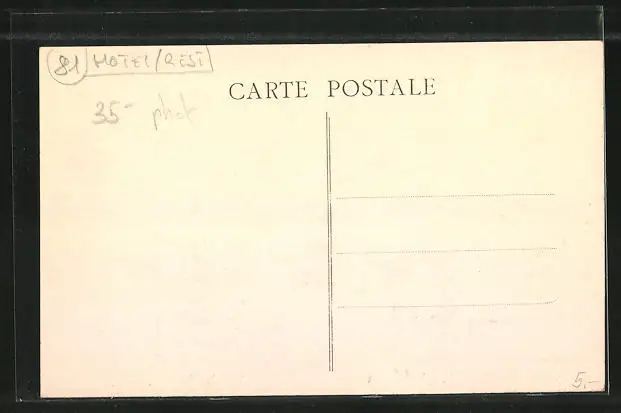 81 HOTEL/REST
CARTE POSTALE
35- phot
5,-